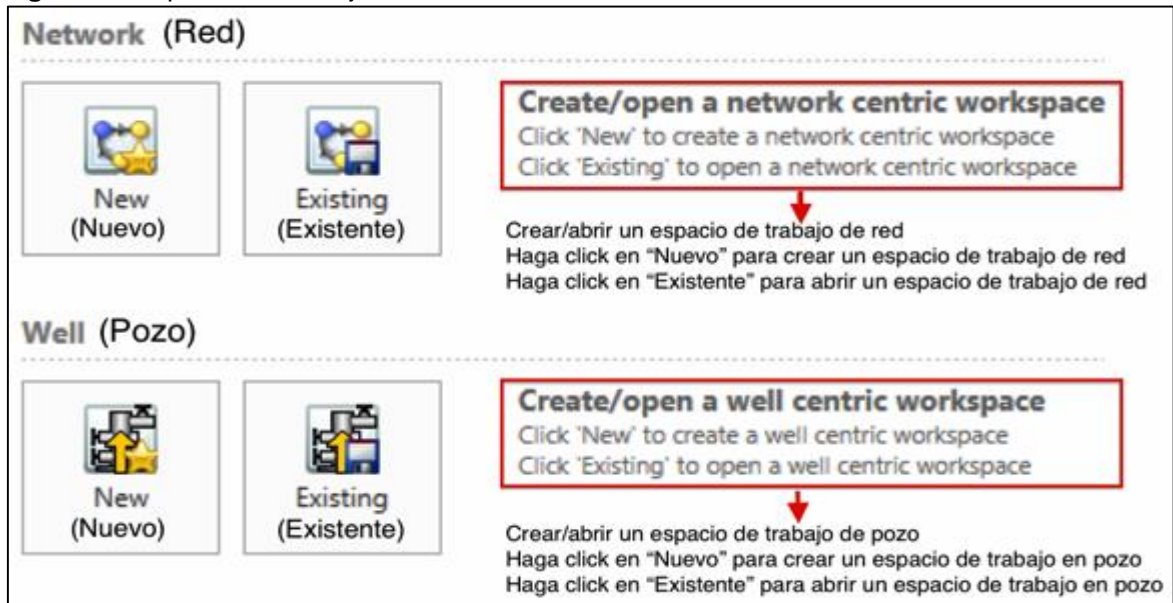 Network (Red)
Create/open a network centric workspace
Click 'New' to create a network centric workspace
Click 'Existing' to open a network centric workspace
New
(Nuevo)
Existing
(Existente)
Crear/abrir un espacio de trabajo de red
Haga click en “Nuevo” para crear un espacio de trabajo de red
Haga click en “Existente” para abrir un espacio de trabajo de red
Well (Pozo)
Create/open a well centric workspace
Click 'New' to create a well centric workspace
Click 'Existing' to open a well centric workspace
New
(Nuevo)
Existing
(Existente)
Crear/abrir un espacio de trabajo de pozo
Haga click en “Nuevo” para crear un espacio de trabajo en pozo
Haga click en “Existente” para abrir un espacio de trabajo en pozo